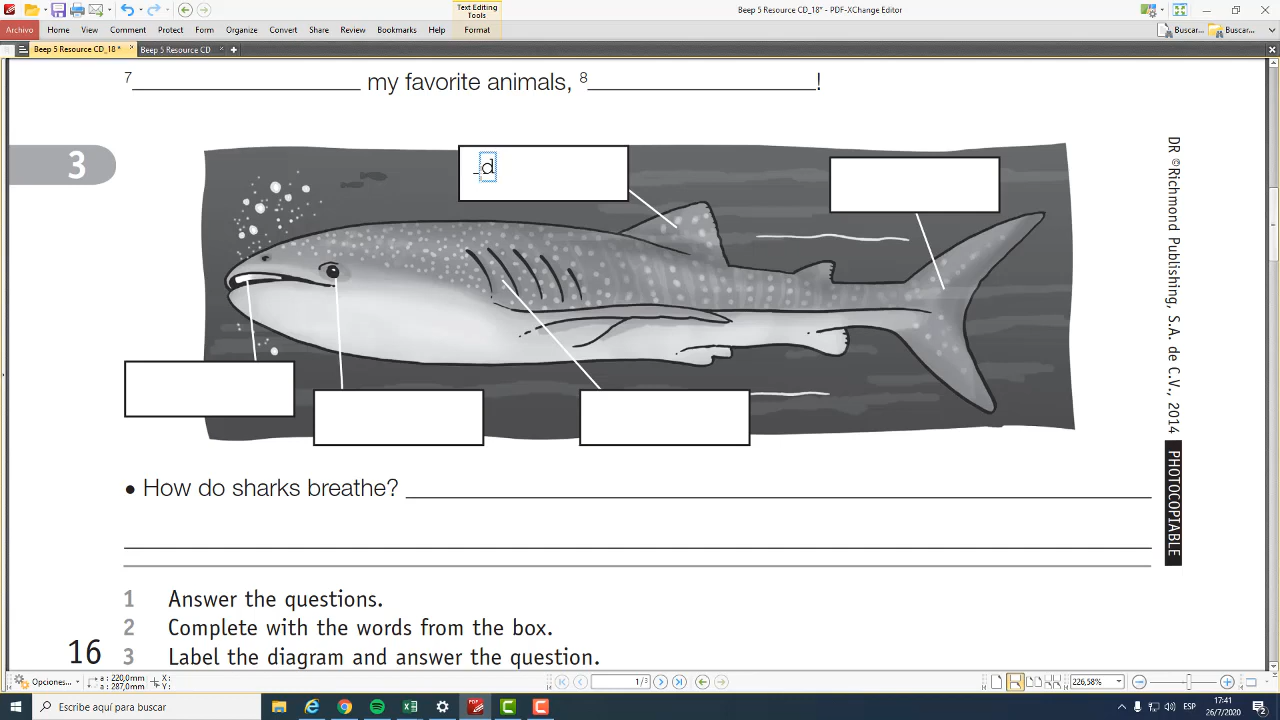 Text Editing
Tools
Beep 5 Resource CD_18* - PDF-XChange Editor
Archivo Home View Comment Protect Form Organize Convert Share Review Bookmarks Help Format
Buscar... Buscar...
Beep 5 Resource CD_18 * Beep 5 Resource CD
7 ____ my favorite animals, 8 ____!
3
_d
DR ©Richmond Publishing, S.A. de C.V., 2014
PHOTOCOPIABLE
• How do sharks breathe?
1 Answer the questions.
2 Complete with the words from the box.
16
3 Label the diagram and answer the question.
Opciones... a : 220,0mm X:
a : 287,0mm Y:
1/3
226,58%
Escribe aquí para buscar
ESP
17:41
26/7/2020
2